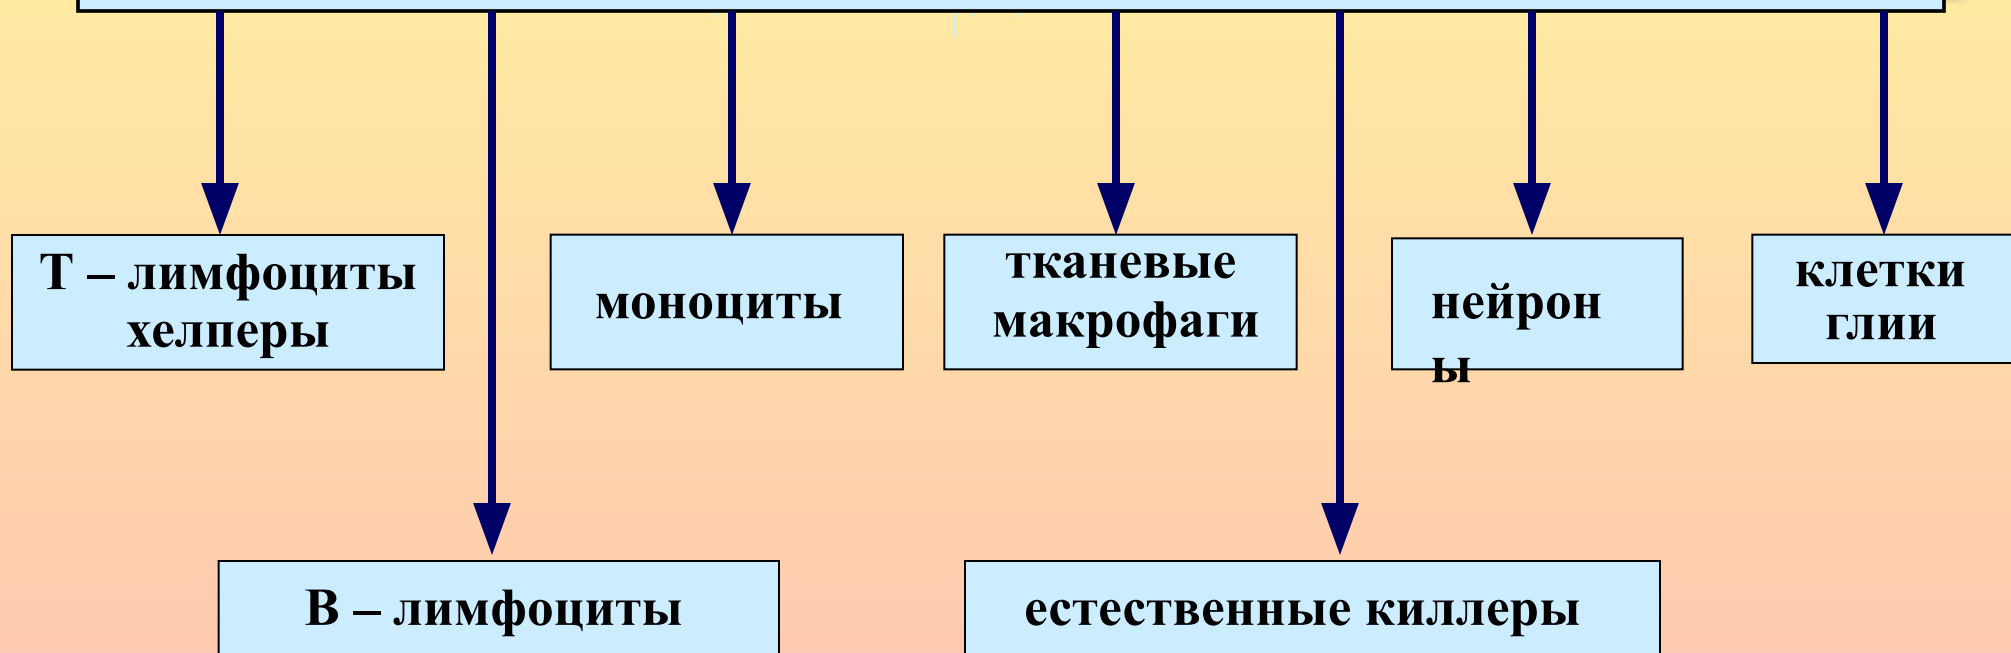 Т – лимфоциты
хелперы
моноциты
тканевые
макрофаги
нейрон
ы
клетки
глии
В – лимфоциты
естественные киллеры